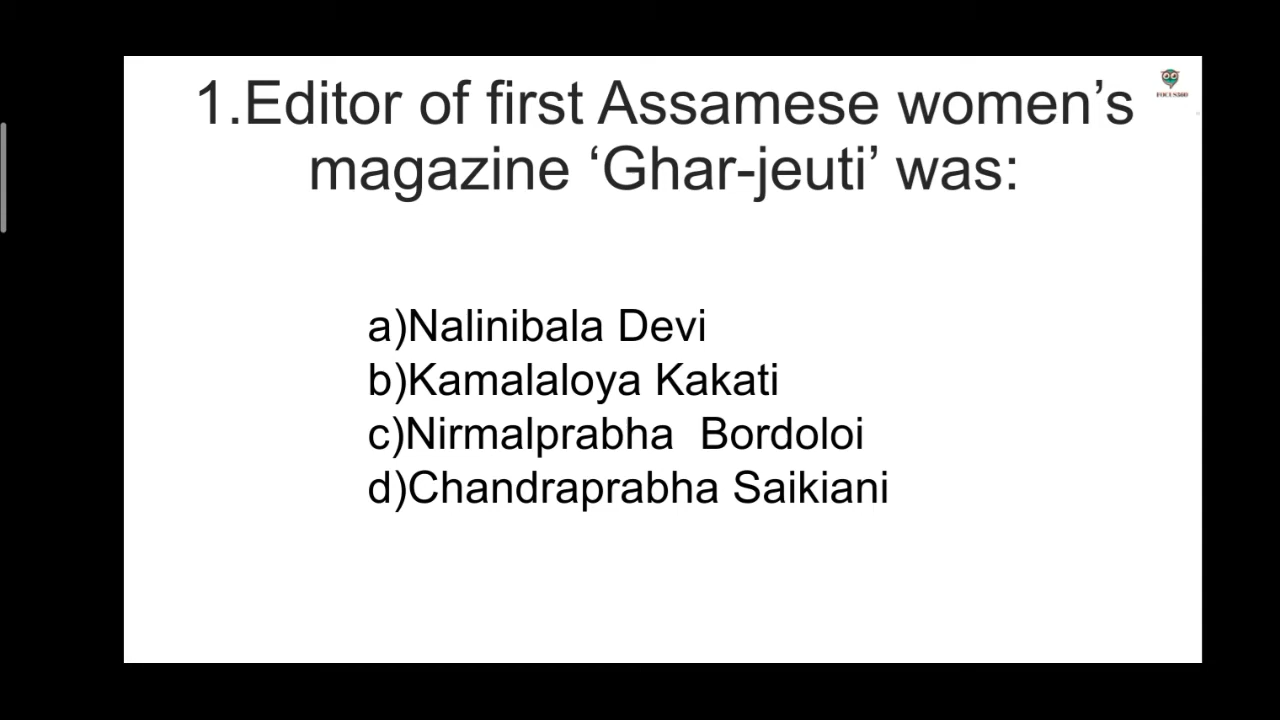 1.Editor of first Assamese women’s
magazine ‘Ghar-jeuti’ was:
a)Nalinibala Devi
b)Kamalaloya Kakati
c)Nirmalprabha  Bordoloi
d)Chandraprabha Saikiani